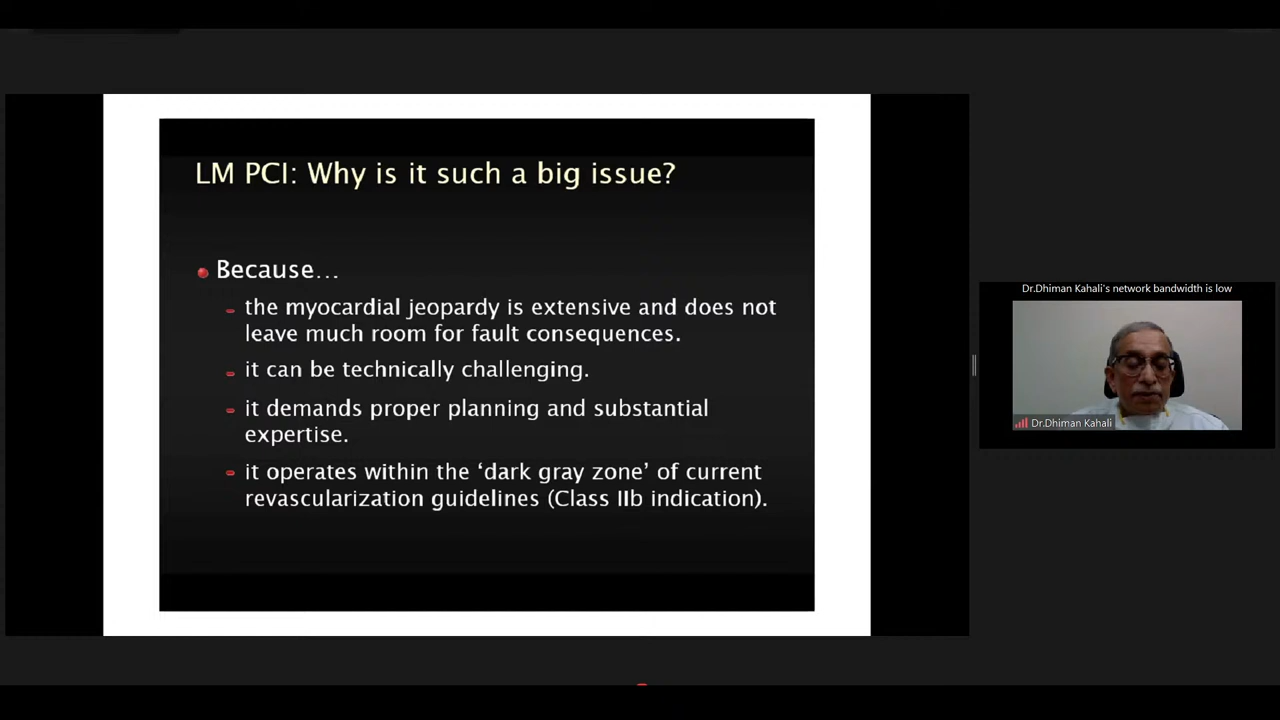 LM PCI: Why is it such a big issue?
Because...
the myocardial jeopardy is extensive and does not
leave much room for fault consequences.
it can be technically challenging.
it demands proper planning and substantial
expertise.
it operates within the ‘dark gray zone’ of current
revascularization guidelines (Class IIb indication).
Dr.Dhiman Kahali's network bandwidth is low
Dr.Dhiman Kahali